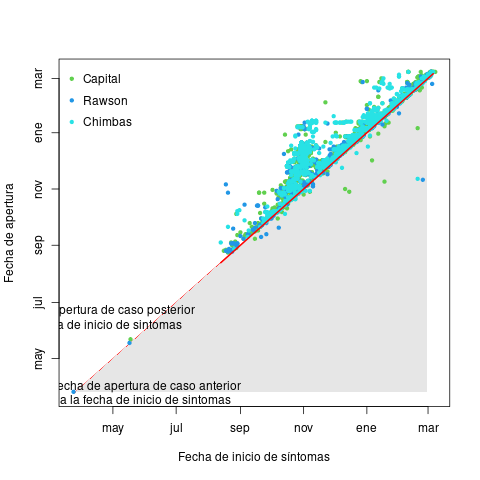 Capital
Rawson
Chimbas
pertura de caso posterior
a de inicio de síntomas
echa de apertura de caso anterior
a la fecha de inicio de síntomas
Fecha de apertura
may
jul
sep
nov
ene
mar
may
jul
sep
nov
ene
mar
Fecha de inicio de síntomas